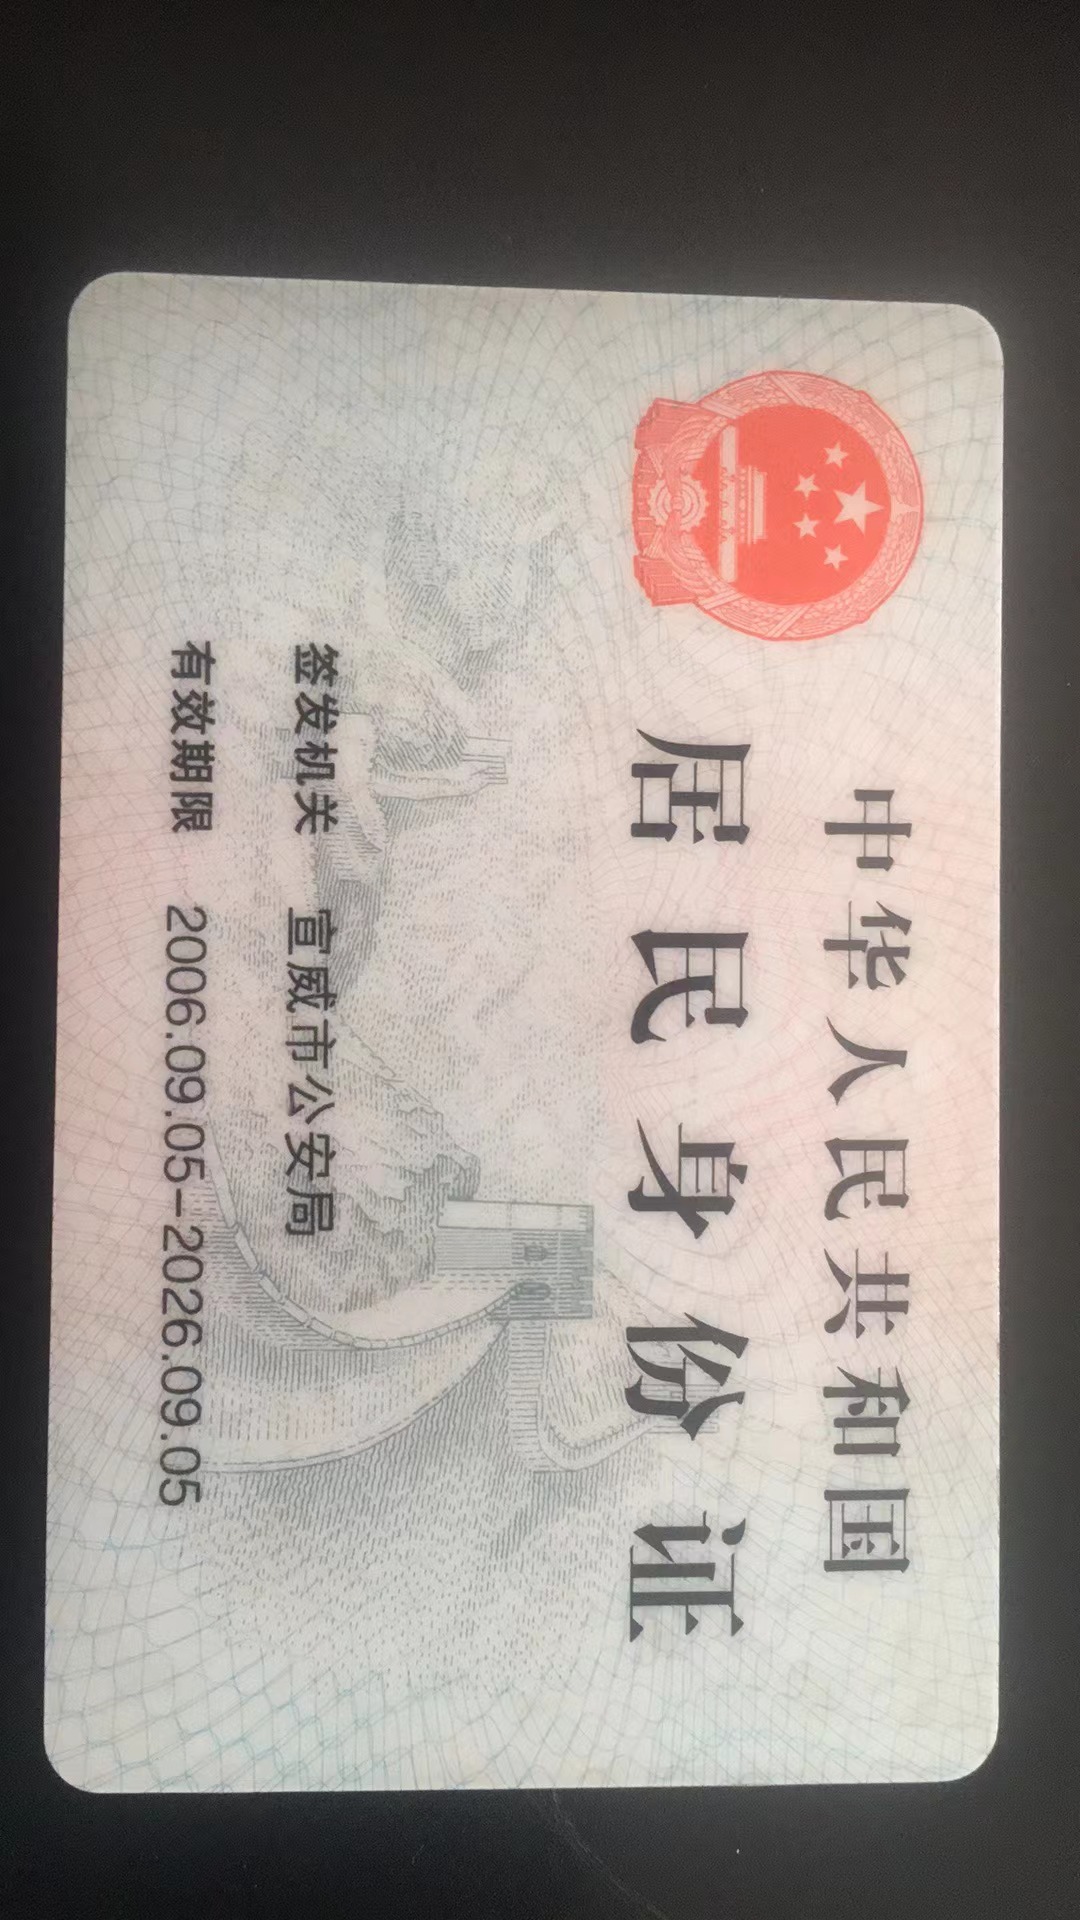 中华人民共和国
居民身份证
签发机关 宣威市公安局
有效期限 2006.09.05-2026.09.05